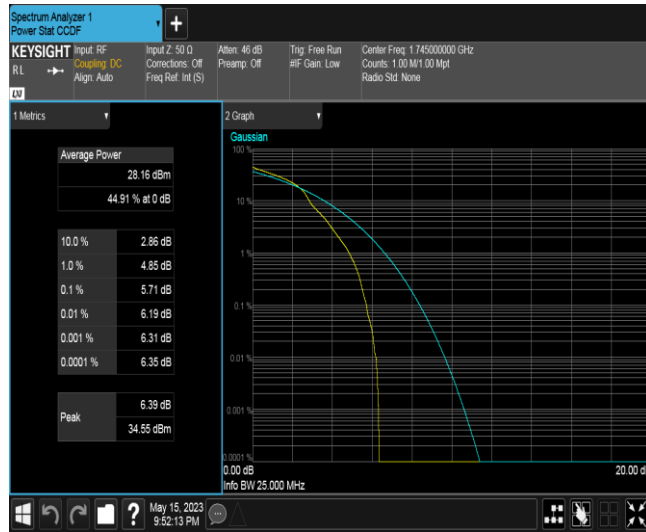 Spectrum Analyzer 1
Power Stat CCDF
+
KEYSIGHT
RL
LXI
Input: RF
Coupling: DC
Align: Auto
Input Z: 50 Ω
Corrections: Off
Freq Ref: Int (S)
Atten: 46 dB
Preamp: Off
Trig: Free Run
#IF Gain: Low
Center Freq: 1.745000000 GHz
Counts: 1.00 M/1.00 Mpt
Radio Std: None
1 Metrics
Average Power
28.16 dBm
44.91 % at 0 dB
10.0 % 2.86 dB
1.0 % 4.85 dB
0.1 % 5.71 dB
0.01 % 6.19 dB
0.001 % 6.31 dB
0.0001 % 6.35 dB
Peak
6.39 dB
34.55 dBm
2 Graph
Gaussian
100 %
10 %
1 %
0.1 %
0.01 %
0.001 %
0.0001 %
0.00 dB
20.00 d
Info BW 25.000 MHz
?
May 15, 2023
9:52:13 PM